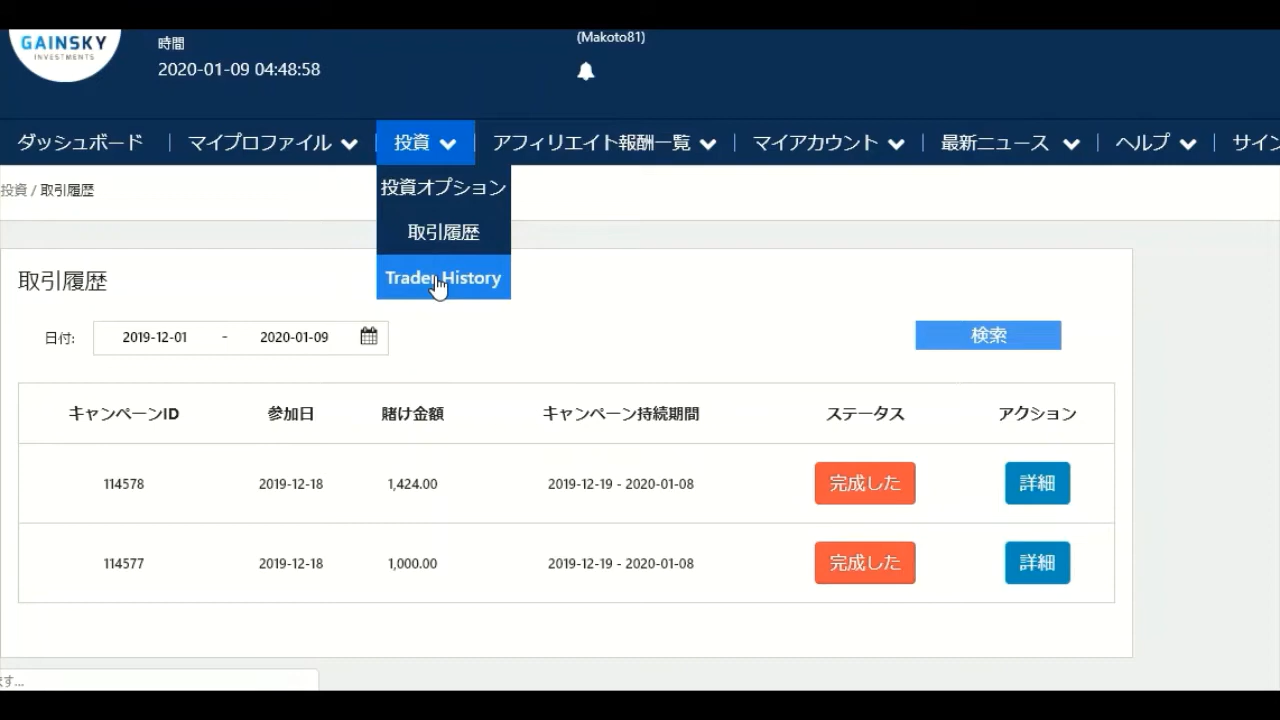 GAINSKY
INVESTMENTS
時間
2020-01-09 04:48:58
(Makoto81)
ダッシュボード マイプロファイル 投資 アフィリエイト報酬一覧 マイアカウント 最新ニュース ヘルプ サイン
投資 / 取引履歴
投資オプション
取引履歴
Trader History
取引履歴
日付: 2019-12-01 - 2020-01-09 検索
キャンペーンID 参加日 賭け金額 キャンペーン持続期間 ステータス アクション
114578 2019-12-18 1,424.00 2019-12-19 - 2020-01-08 完成した 詳細
114577 2019-12-18 1,000.00 2019-12-19 - 2020-01-08 完成した 詳細
ます...